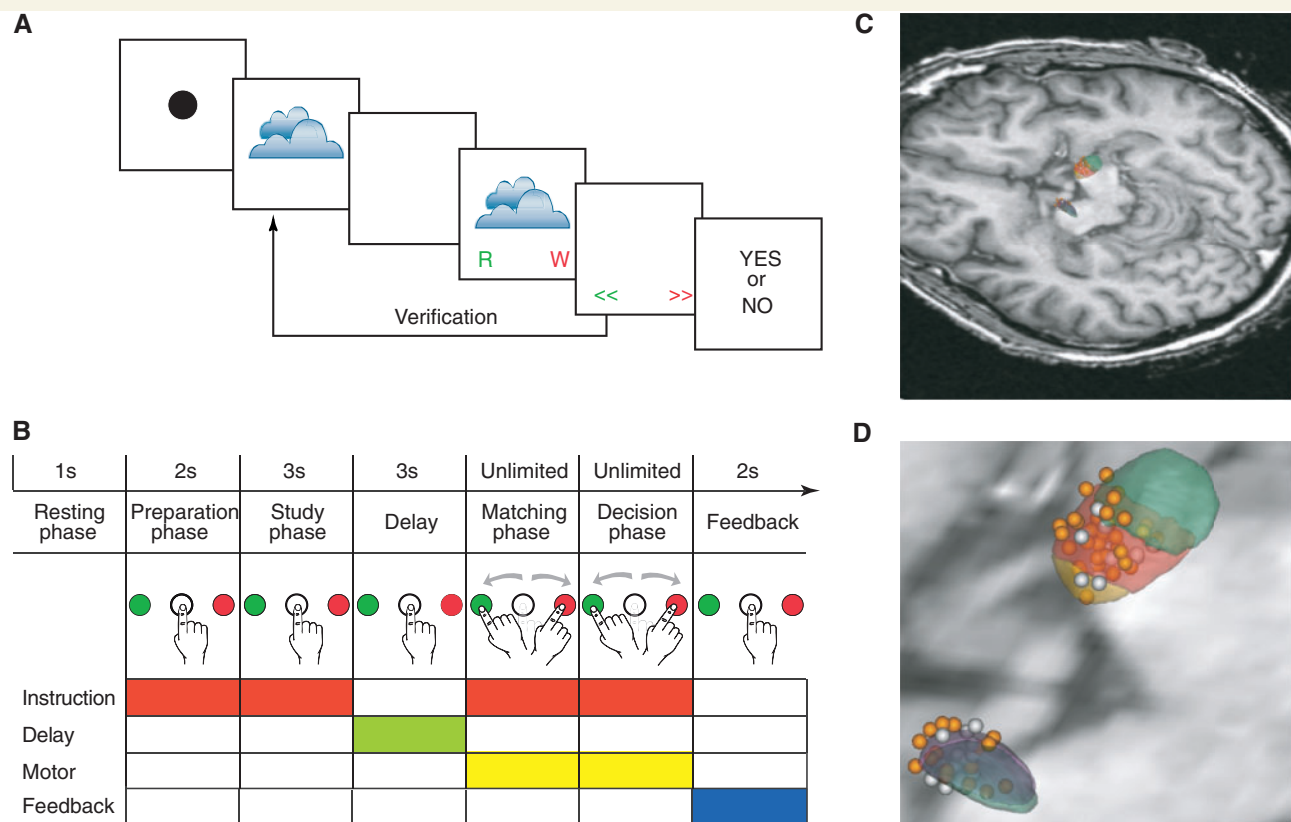 A
R W
<< >>
YES
or
NO
Verification
B
1s 2s 3s 3s Unlimited Unlimited 2s
Resting phase Preparation phase Study phase Delay Matching phase Decision phase Feedback
Instruction
Delay
Motor
Feedback
C
D